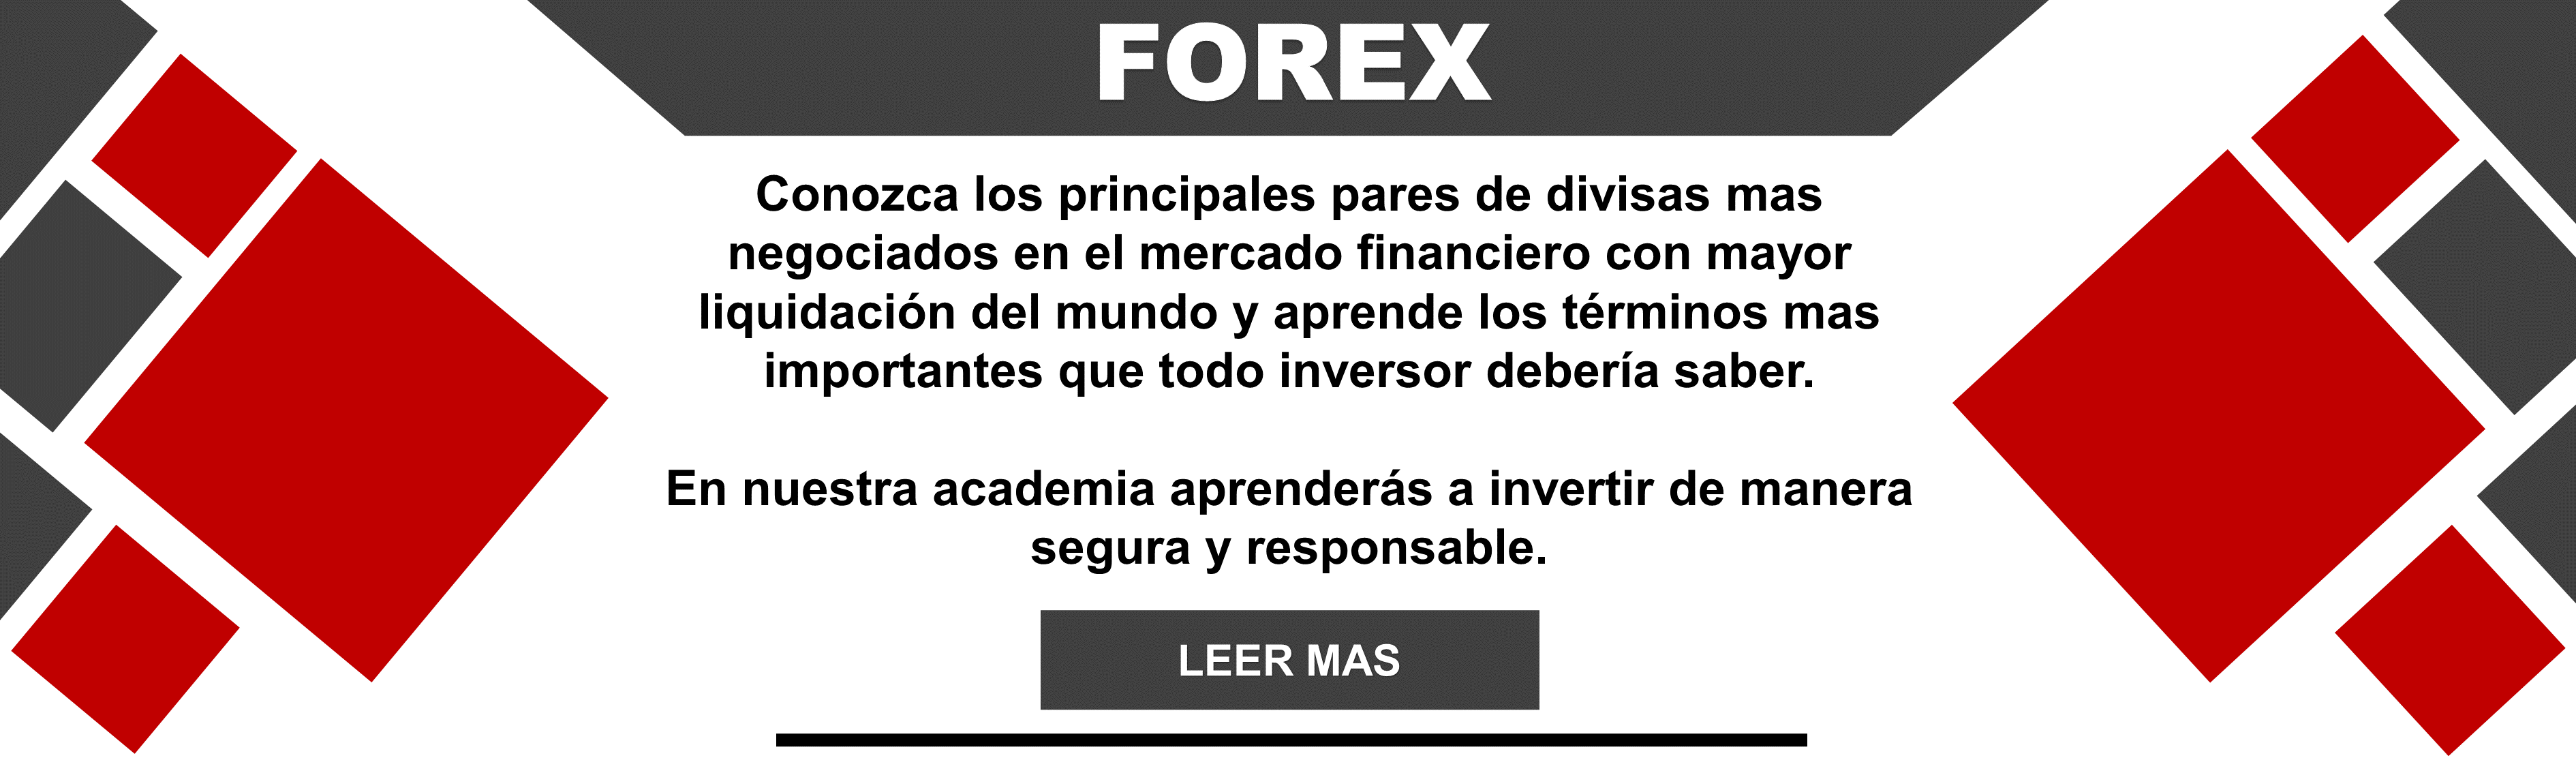 FOREX
Conozca los principales pares de divisas mas
negociados en el mercado financiero con mayor
liquidación del mundo y aprende los términos mas
importantes que todo inversor debería saber.
En nuestra academia aprenderás a invertir de manera
segura y responsable.
LEER MAS